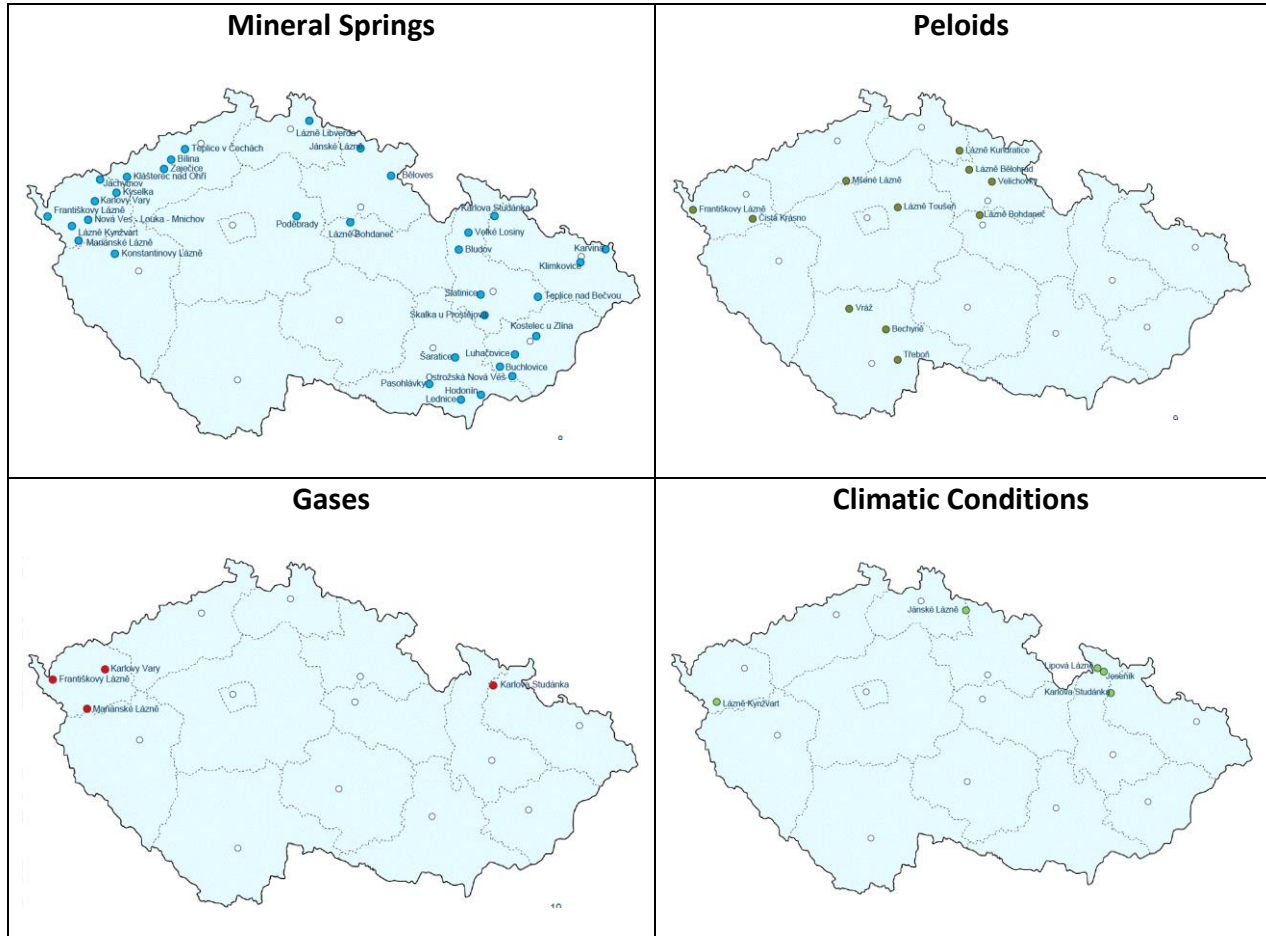 Mineral Springs
Lázně Libverda
Jánské Lázně
Teplice v Čechách
Bílina
Zaječice
Klášterec nad Ohří
Jáchymov
Kyselka
Karlovy Vary
Běloves
Františkovy Lázně
Nová Ves - Louka - Mnichov
Lázně Kynžvart
Mariánské Lázně
Konstantinovy Lázně
Poděbrady
Lázně Bohdaneč
Karlova Studánka
Velké Losiny
Bludov
Karviná
Klimkovice
Slatinice
Teplice nad Bečvou
Skalka u Prostějova
Kostelec u Zlína
Šaratice
Luhačovice
Buchlovice
Ostrožská Nová Ves
Pasohlávky
Hodonín
Lednice
9
Peloids
Lázně Kundratice
Lázně Bělohrad
Mšené Lázně
Velichovky
Františkovy Lázně
Čistá Krásno
Lázně Toušeň
Lázně Bohdaneč
Vráž
Bechyně
Třeboň
9
Gases
Karlovy Vary
Františkovy Lázně
Mariánské Lázně
Karlova Studánka
Climatic Conditions
Jánské Lázně
Lipová Lázně
Jeseník
Karlova Studánka
Lázně Kynžvart